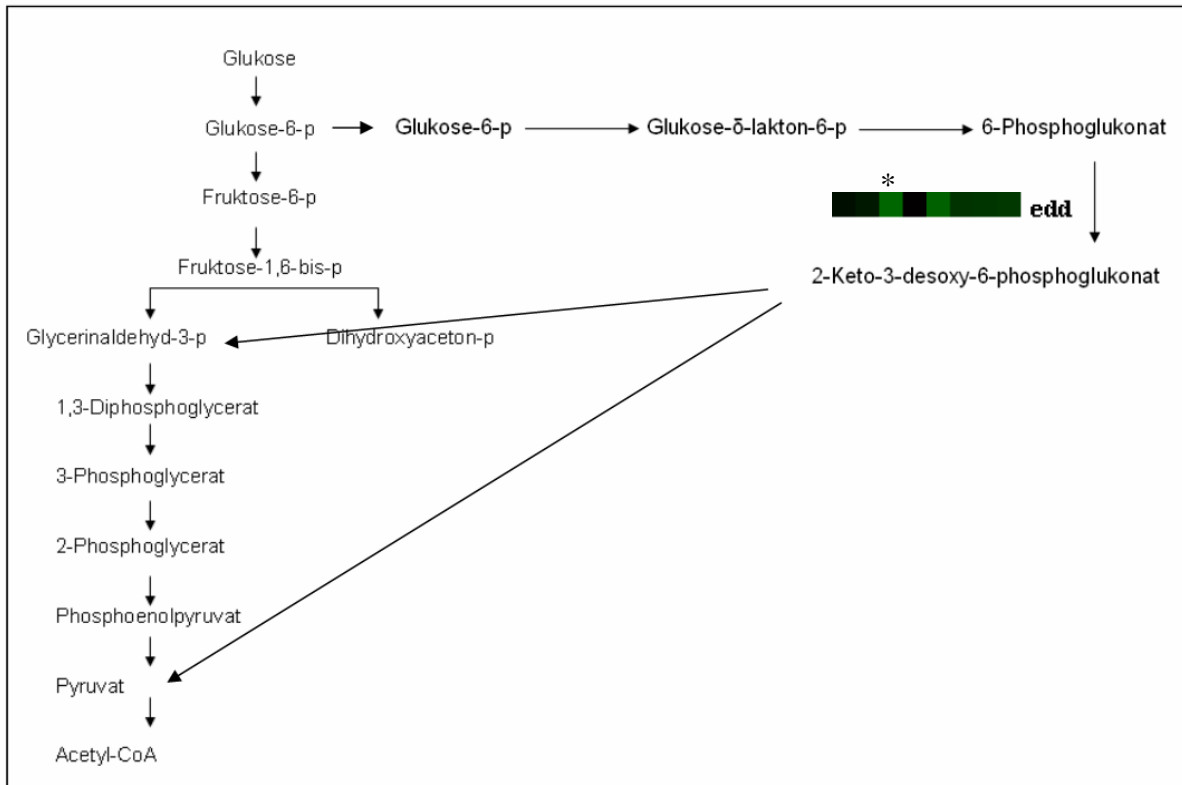 Glukose
Glukose-6-p
Glukose-6-p
Glukose-δ-lakton-6-p
6-Phosphoglukonat
Fruktose-6-p
*
edd
Fruktose-1,6-bis-p
2-Keto-3-desoxy-6-phosphoglukonat
Glycerinaldehyd-3-p
Dihydroxyaceton-p
1,3-Diphosphoglycerat
3-Phosphoglycerat
2-Phosphoglycerat
Phosphoenolpyruvat
Pyruvat
Acetyl-CoA